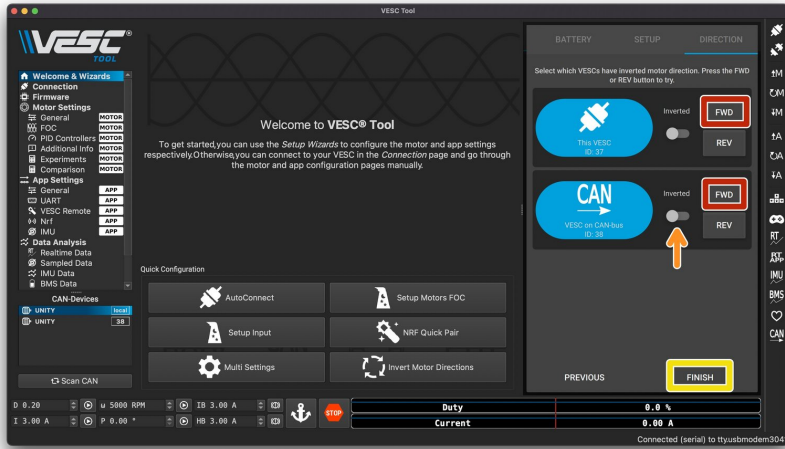 VESC Tool
VESC®
TOOL
Welcome & Wizards
Connection
Firmware
Motor Settings
General MOTOR
FOC MOTOR
PID Controllers MOTOR
Additional Info MOTOR
Experiments MOTOR
Comparison MOTOR
App Settings
General APP
UART APP
VESC Remote APP
Nrf APP
IMU APP
Data Analysis
Realtime Data
Sampled Data
IMU Data
BMS Data
CAN-Devices
UNITY local
UNITY 38
Scan CAN
Welcome to VESC® Tool
To get started,you can use the Setup Wizards to configure the motor and app settings
respectively.Otherwise,you can connect to your VESC in the Connection page and go through
the motor and app configuration pages manually.
Quick Configuration
AutoConnect
Setup Motors FOC
Setup Input
NRF Quick Pair
Multi Settings
Invert Motor Directions
BATTERY SETUP DIRECTION
Select which VESCs have inverted motor direction. Press the FWD
or REV button to try.
This VESC
ID: 37
Inverted
FWD
REV
CAN
VESC on CAN-bus
ID: 38
Inverted
FWD
REV
PREVIOUS FINISH
↑M
M
↓M
↑A
A
↓A
RT
RT
APP
IMU
BMS
CAN
D 0.20 ω 5000 RPM IB 3.00 A
I 3.00 A P 0.00 ° HB 3.00 A
STOP
Duty 0.0 %
Current 0.00 A
Connected (serial) to tty.usbmodem304